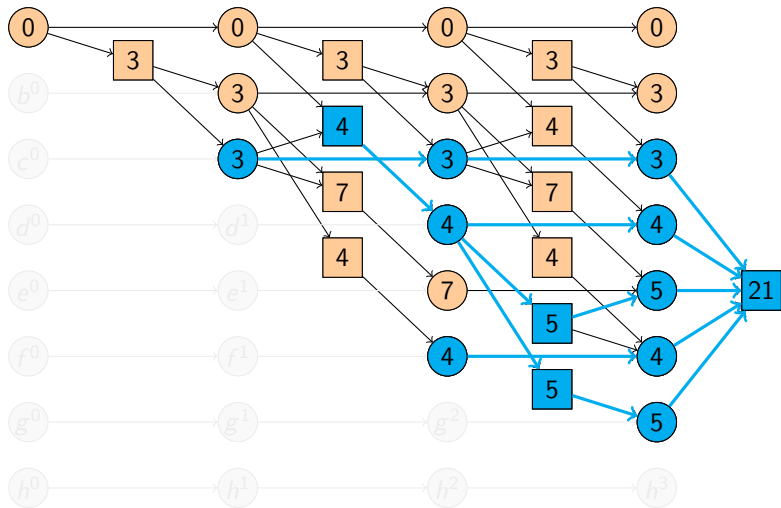 0 0 0 0
3 3 3
b⁰ 3 3 3
4 4
c⁰ 3 3 3
7 7
d⁰ d¹ 4 4
4 4
e⁰ e¹ 7 5 21
5
f⁰ f¹ 4 4
5
g⁰ g¹ g² 5
h⁰ h¹ h² h³